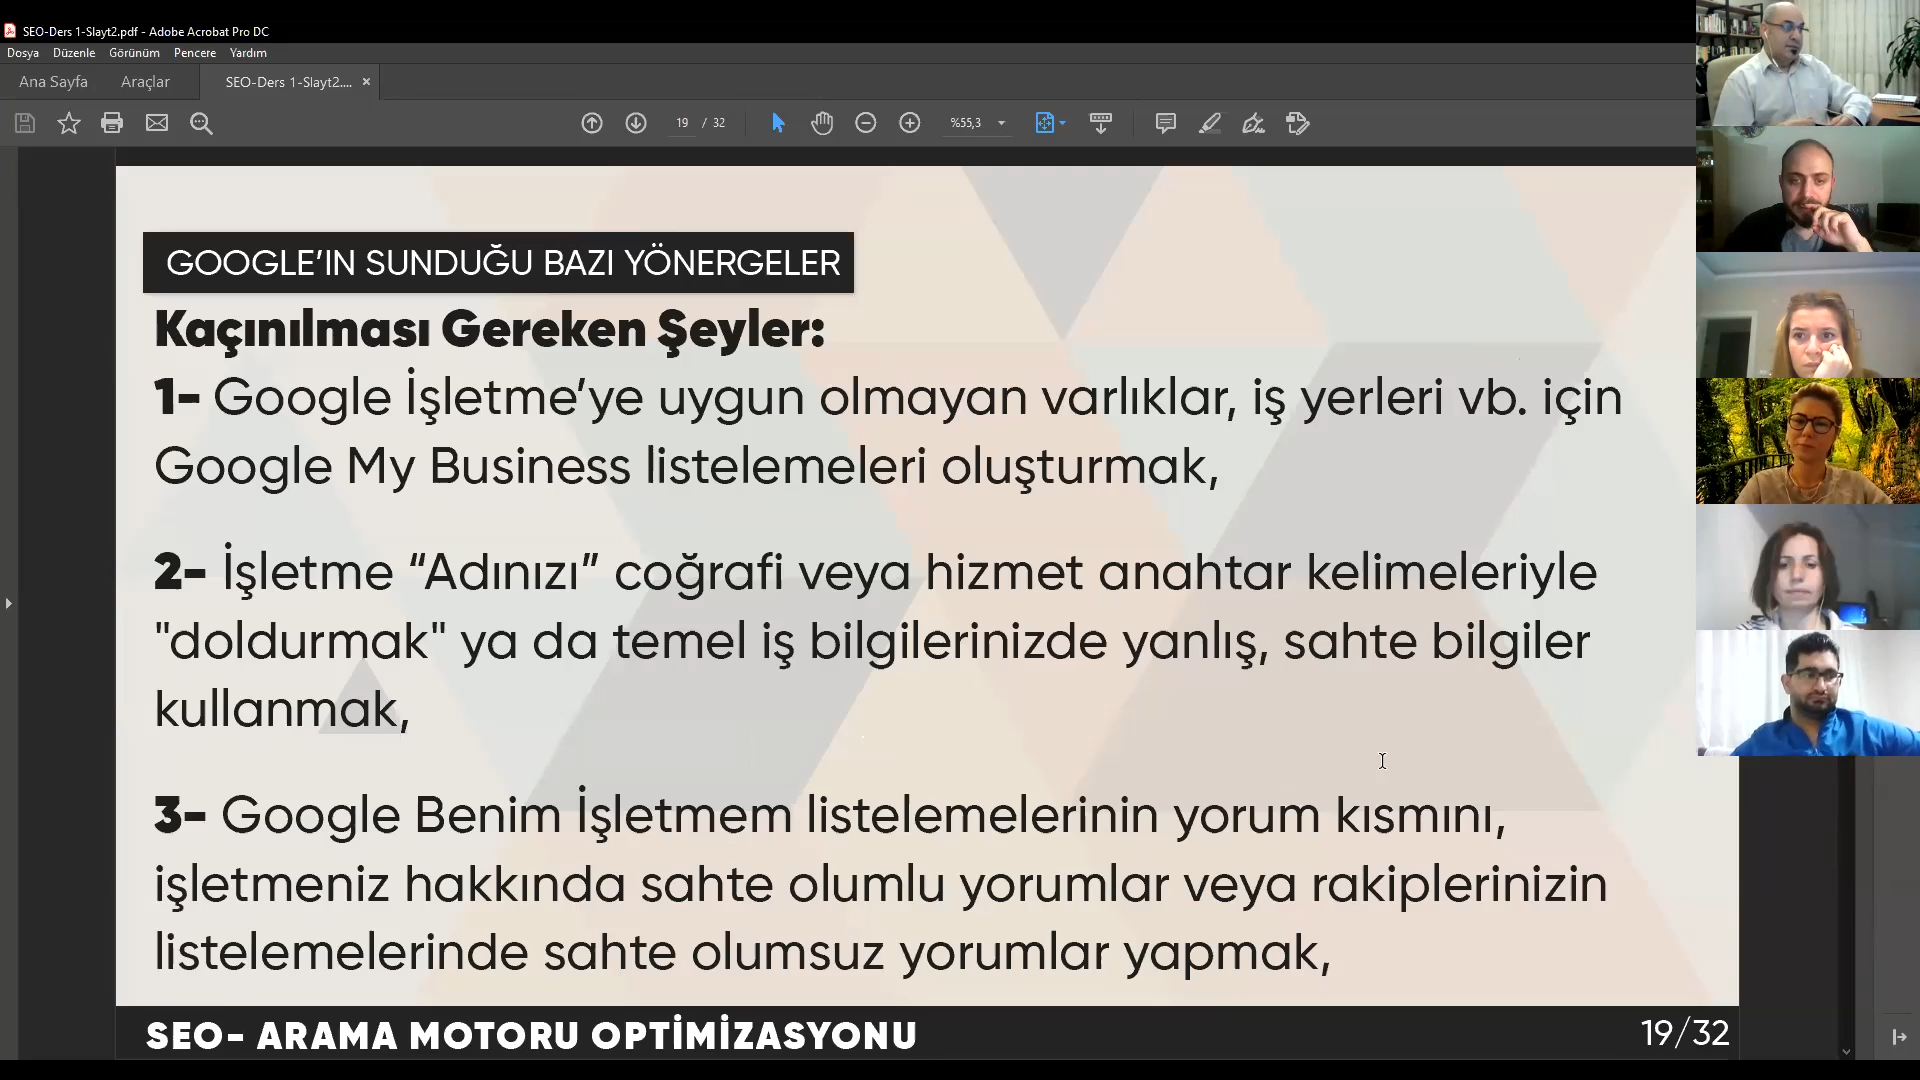 SEO-Ders 1-Slayt2.pdf - Adobe Acrobat Pro DC
Dosya Düzenle Görünüm Pencere Yardım
Ana Sayfa Araçlar SEO-Ders 1-Slayt2.... ×
19 / 32 %55,3
GOOGLE’IN SUNDUĞU BAZI YÖNERGELER
Kaçınılması Gereken Şeyler:
1- Google İşletme’ye uygun olmayan varlıklar, iş yerleri vb. için
Google My Business listelemeleri oluşturmak,
2- İşletme “Adınızı” coğrafi veya hizmet anahtar kelimeleriyle
"doldurmak" ya da temel iş bilgilerinizde yanlış, sahte bilgiler
kullanmak,
3- Google Benim İşletmem listelemelerinin yorum kısmını,
işletmeniz hakkında sahte olumlu yorumlar veya rakiplerinizin
listelemelerinde sahte olumsuz yorumlar yapmak,
SEO- ARAMA MOTORU OPTİMİZASYONU 19/32